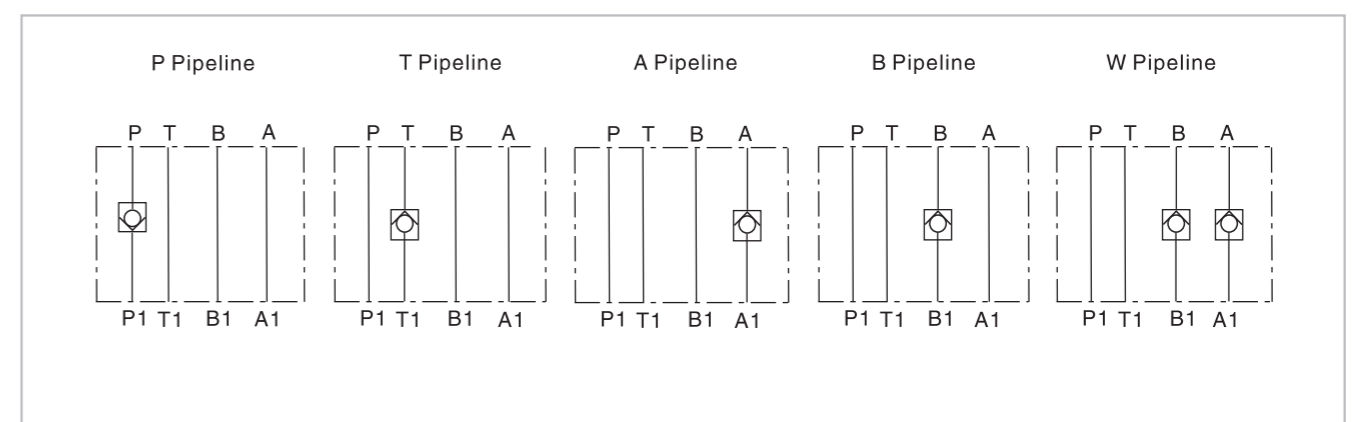 P Pipeline T Pipeline A Pipeline B Pipeline W Pipeline
P T B A P T B A P T B A P T B A P T B A
P1 T1 B1 A1 P1 T1 B1 A1 P1 T1 B1 A1 P1 T1 B1 A1 P1 T1 B1 A1